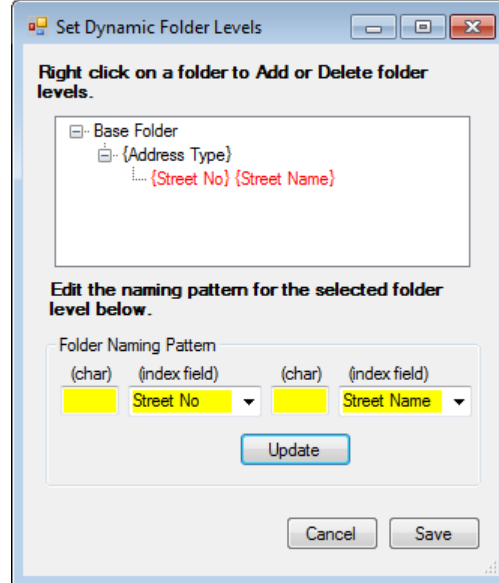 Set Dynamic Folder Levels
Right click on a folder to Add or Delete folder
levels.
Base Folder
{Address Type}
{Street No} {Street Name}
Edit the naming pattern for the selected folder
level below.
Folder Naming Pattern
(char) (index field) (char) (index field)
Street No Street Name
Update
Cancel Save